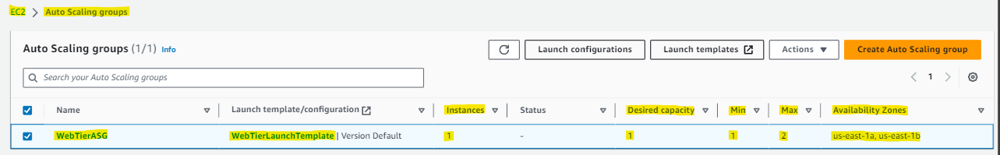 EC2 > Auto Scaling groups
Auto Scaling groups (1/1) Info Launch configurations Launch templates Actions Create Auto Scaling group
Search your Auto Scaling groups 1
Name Launch template/configuration Instances Status Desired capacity Min Max Availability Zones
WebTierASG WebTierLaunchTemplate | Version Default 1 - 1 1 2 us-east-1a, us-east-1b